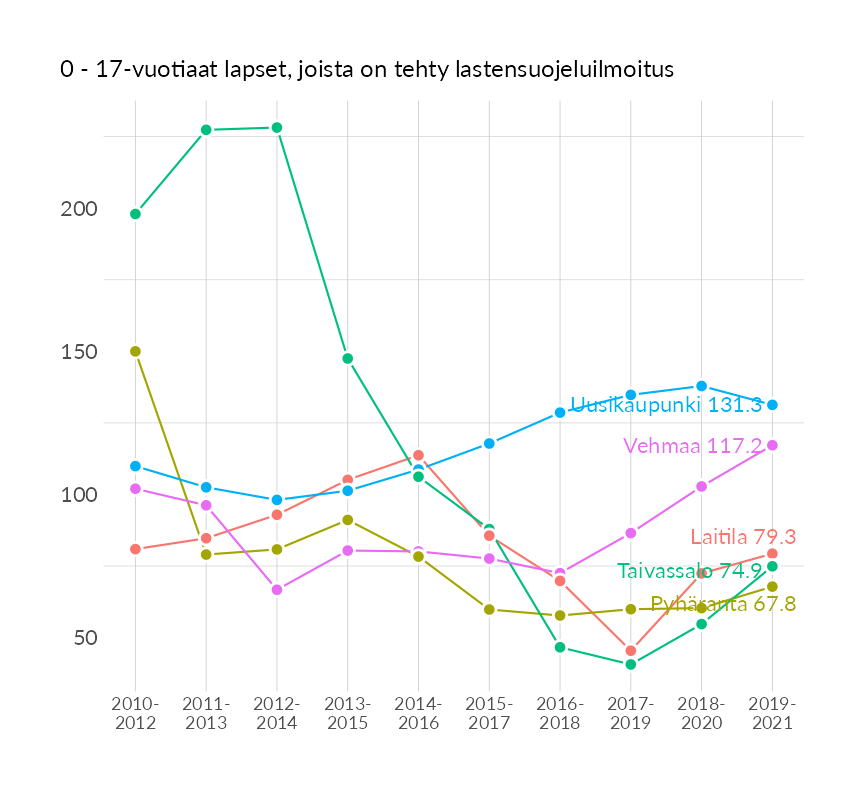 0 - 17-vuotiaat lapset, joista on tehty lastensuojeluilmoitus
200
150
100
50
Uusikaupunki 131.3
Vehmaa 117.2
Laitila 79.3
Taivassalo 74.9
Pyhäranta 67.8
2010-2012
2011-2013
2012-2014
2013-2015
2014-2016
2015-2017
2016-2018
2017-2019
2018-2020
2019-2021